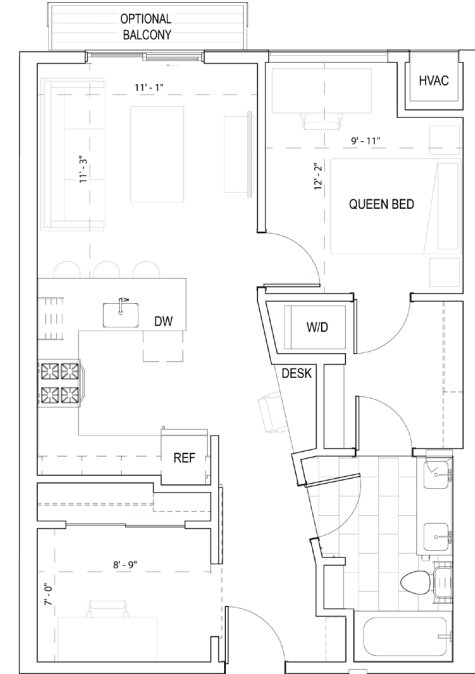 OPTIONAL
BALCONY
HVAC
11' - 1"
9' - 11"
11' - 3"
12' - 2"
QUEEN BED
DW
W/D
DESK
REF
8' - 9"
7' - 0"